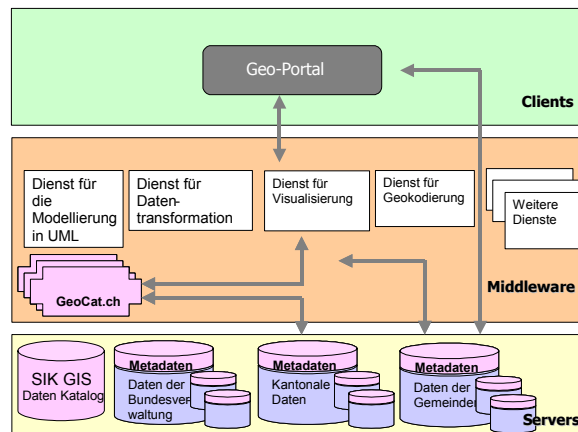 Geo-Portal
Clients
Dienst für
die
Modellierung
in UML
Dienst für
Daten-
transformation
Dienst für
Visualisierung
Dienst für
Geokodierung
Weitere
Dienste
GeoCat.ch
Middleware
SIK GIS
Daten Katalog
Metadaten
Daten der
Bundesver
waltung
Metadaten
Kantonale
Daten
Metadaten
Daten der
Gemeinden
Servers